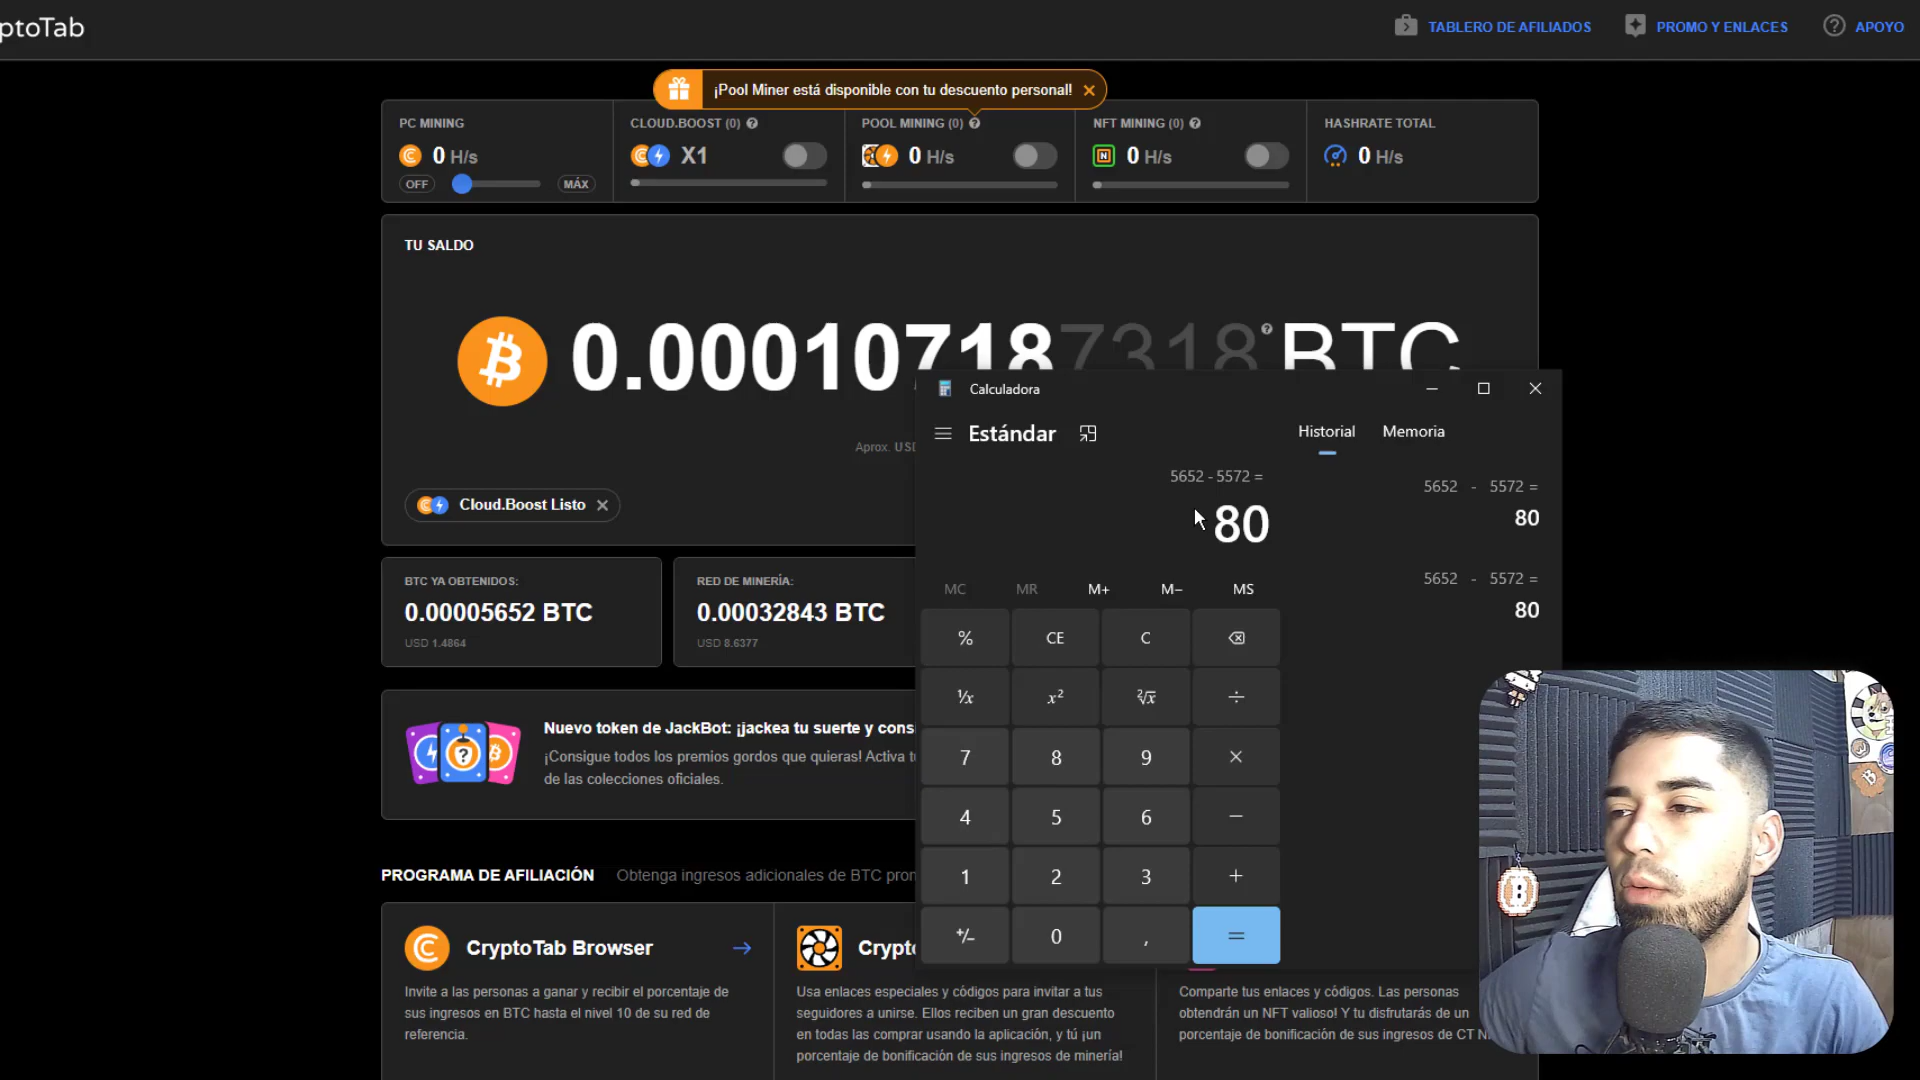 ptoTab
TABLERO DE AFILIADOS
PROMO Y ENLACES
APOYO
¡Pool Miner está disponible con tu descuento personal!
PC MINING
0 H/s
OFF
MÁX
CLOUD.BOOST (0)
X1
POOL MINING (0)
0 H/s
NFT MINING (0)
0 H/s
HASHRATE TOTAL
0 H/s
TU SALDO
0.000107187318* BTC
Aprox. USD
Cloud.Boost Listo
BTC YA OBTENIDOS:
0.00005652 BTC
USD 1.4864
RED DE MINERÍA:
0.00032843 BTC
USD 8.6377
Nuevo token de JackBot: ¡jackea tu suerte y cons
¡Consigue todos los premios gordos que quieras! Activa tu
de las colecciones oficiales.
PROGRAMA DE AFILIACIÓN
Obtenga ingresos adicionales de BTC pron
CryptoTab Browser
Invite a las personas a ganar y recibir el porcentaje de
sus ingresos en BTC hasta el nivel 10 de su red de
referencia.
Crypto
Usa enlaces especiales y códigos para invitar a tus
seguidores a unirse. Ellos reciben un gran descuento
en todas las comprar usando la aplicación, y tú ¡un
porcentaje de bonificación de sus ingresos de minería!
Comparte tus enlaces y códigos. Las personas
obtendrán un NFT valioso! Y tu disfrutarás de un
porcentaje de bonificación de sus ingresos de CT N
Calculadora
Estándar
Historial
Memoria
5652 - 5572 =
80
5652 - 5572 =
80
5652 - 5572 =
80
MC MR M+ M− MS
% CE C
¹/x x² ²√x ÷
7 8 9 ×
4 5 6 −
1 2 3 +
+/− 0 , =